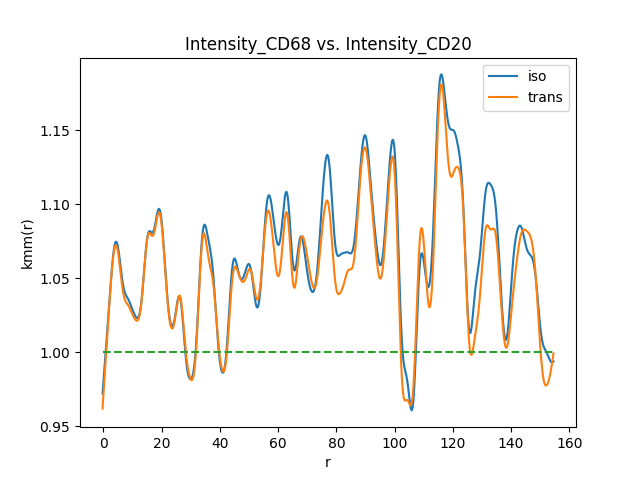 Intensity_CD68 vs. Intensity_CD20
iso
trans
kmm(r)
1.15
1.10
1.05
1.00
0.95
0 20 40 60 80 100 120 140 160
r